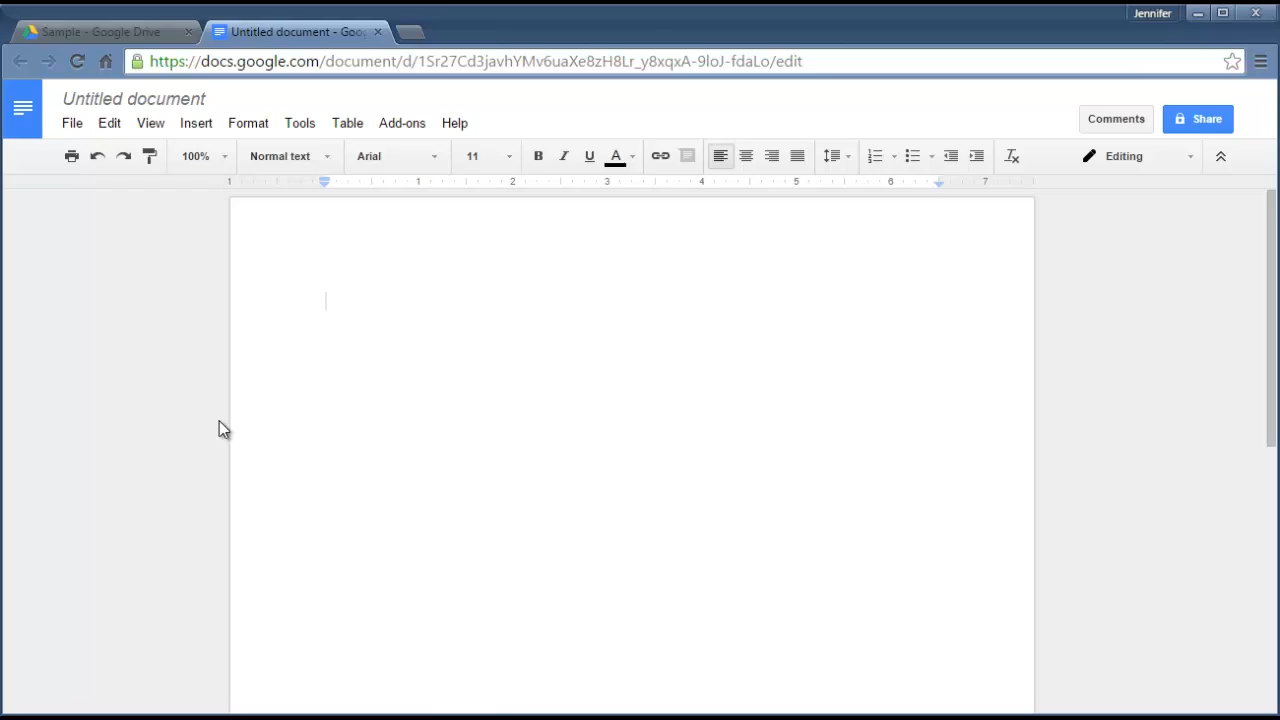 Jennifer
Sample - Google Drive
Untitled document - Goo
https://docs.google.com/document/d/1Sr27Cd3javhYMv6uaXe8zH8Lr_y8xqxA-9loJ-fdaLo/edit
Untitled document
File Edit View Insert Format Tools Table Add-ons Help
Comments
Share
100% Normal text Arial 11 B I U A Editing
1 1 2 3 4 5 6 7